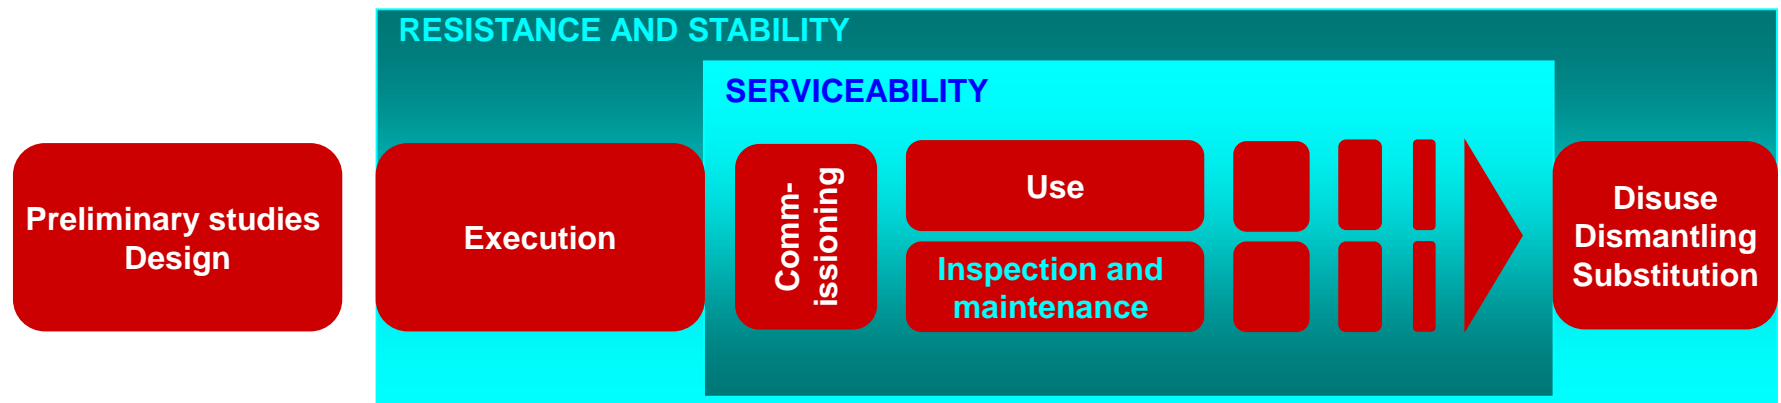 RESISTANCE AND STABILITY
SERVICEABILITY
Preliminary studies
Design
Execution
Comm-
issioning
Use
Inspection and
maintenance
Disuse
Dismantling
Substitution